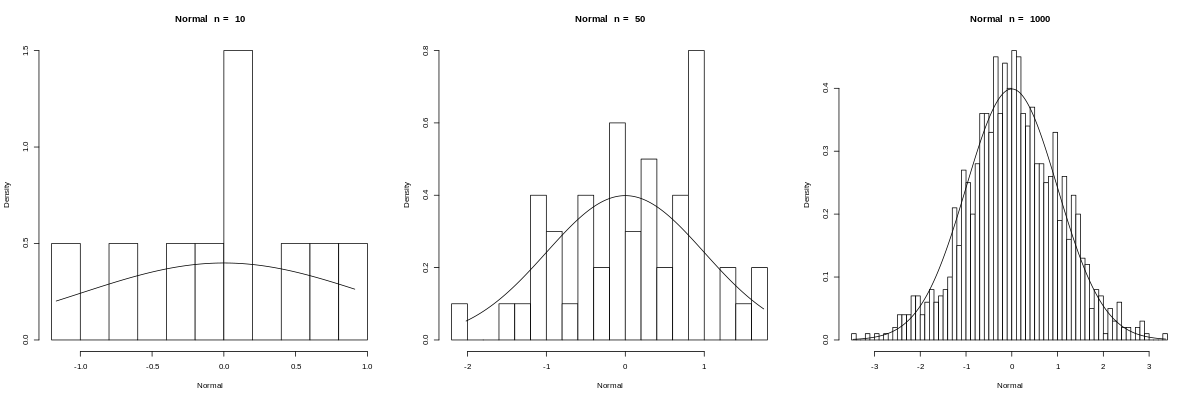 Normal n = 10
1.5
1.0
0.5
0.0
Density
-1.0 -0.5 0.0 0.5 1.0
Normal
Normal n = 50
0.8
0.6
0.4
0.2
0.0
Density
-2 -1 0 1
Normal
Normal n = 1000
0.4
0.3
0.2
0.1
0.0
Density
-3 -2 -1 0 1 2 3
Normal